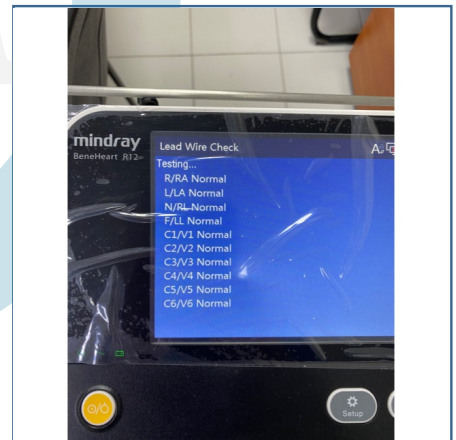 mindray
BeneHeart R12
Lead Wire Check
Testing...
R/RA Normal
L/LA Normal
N/RL Normal
F/LL Normal
C1/V1 Normal
C2/V2 Normal
C3/V3 Normal
C4/V4 Normal
C5/V5 Normal
C6/V6 Normal
Setup